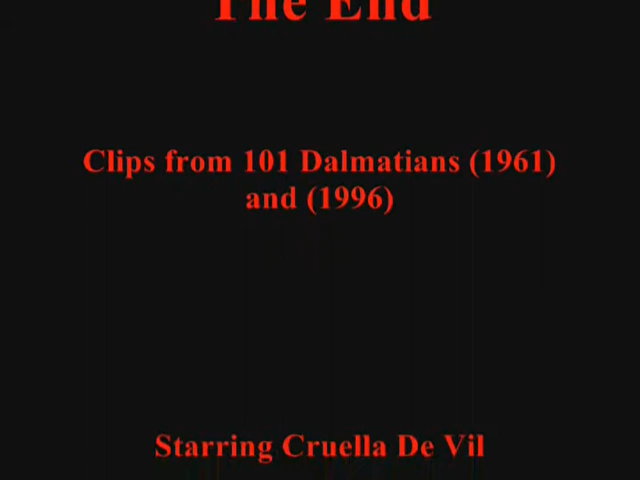 The End
Clips from 101 Dalmatians (1961)
and (1996)
Starring Cruella De Vil